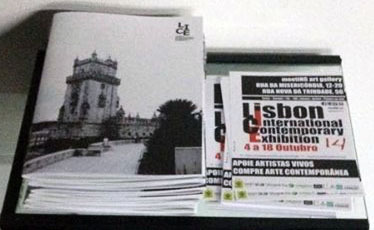 LICE
meetiNG art gallery
RUA DA MISERICÓRDIA, 12-20
RUA NOVA DA TRINDADE,
Lisbon
International
Contemporary
Exhibition 14
4 a 18 Outubro
APOIE ARTISTAS VIVOS
COMPRE ARTE CONTEMPORÂNEA